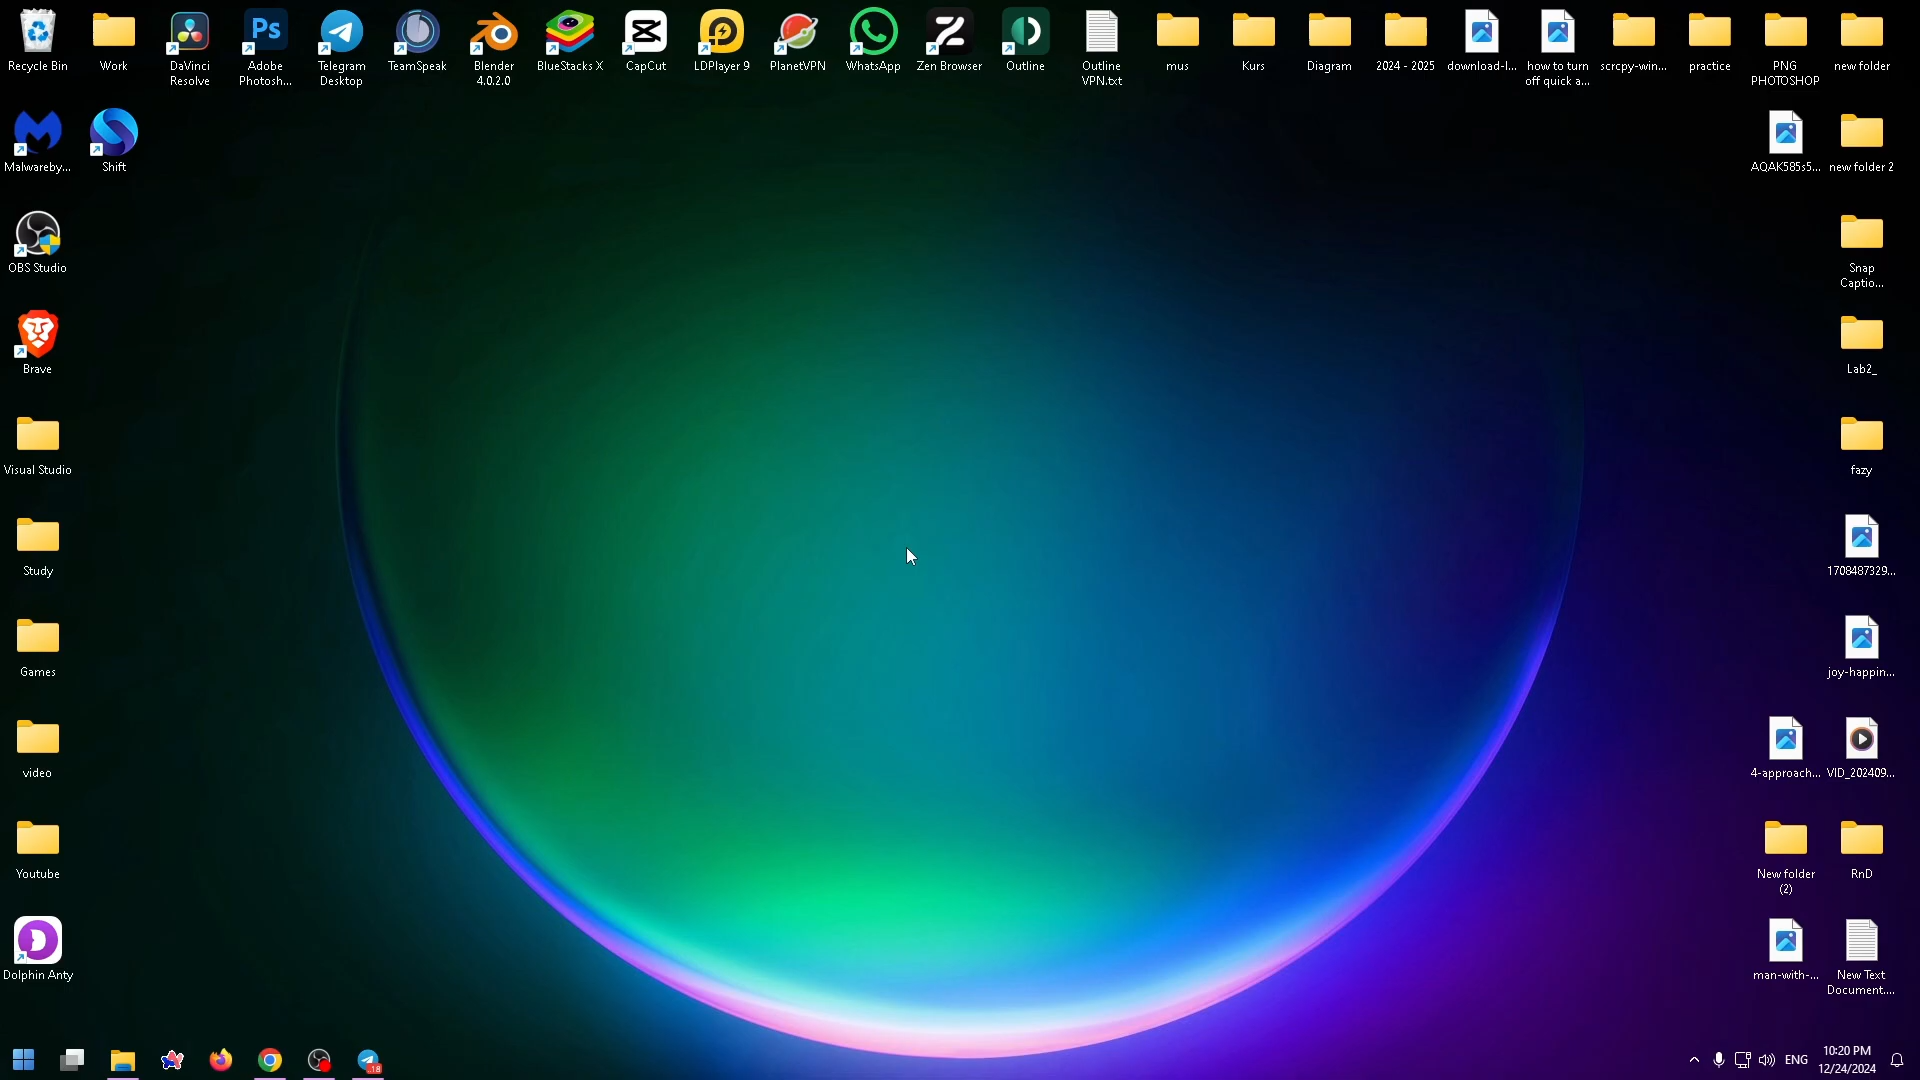 Recycle Bin
Work
DaVinci
Resolve
Ps
Adobe
Photosh...
Telegram
Desktop
TeamSpeak
Blender
4.0.2.0
BlueStacks X
CapCut
LDPlayer 9
PlanetVPN
WhatsApp
Zen Browser
Outline
Outline
VPN.txt
mus
Kurs
Diagram
2024 - 2025
download-l...
how to turn
off quick a...
scrcpy-win...
practice
PNG
PHOTOSHOP
new folder
Malwareby...
Shift
AQAK585s5...
new folder 2
OBS Studio
Snap
Captio...
Brave
Lab2_
Visual Studio
fazy
Study
1708487329...
Games
joy-happin...
video
4-approach...
VID_202409...
Youtube
New folder
(2)
RnD
Dolphin Anty
man-with-...
New Text
Document....
..18
ENG
10:20 PM
12/24/2024